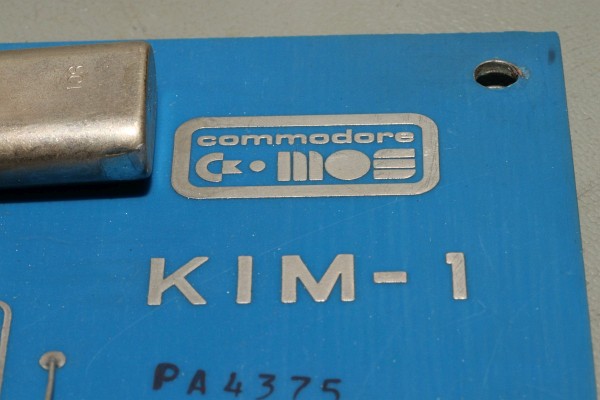 commodore
C • MOS
KIM-1
PA4375